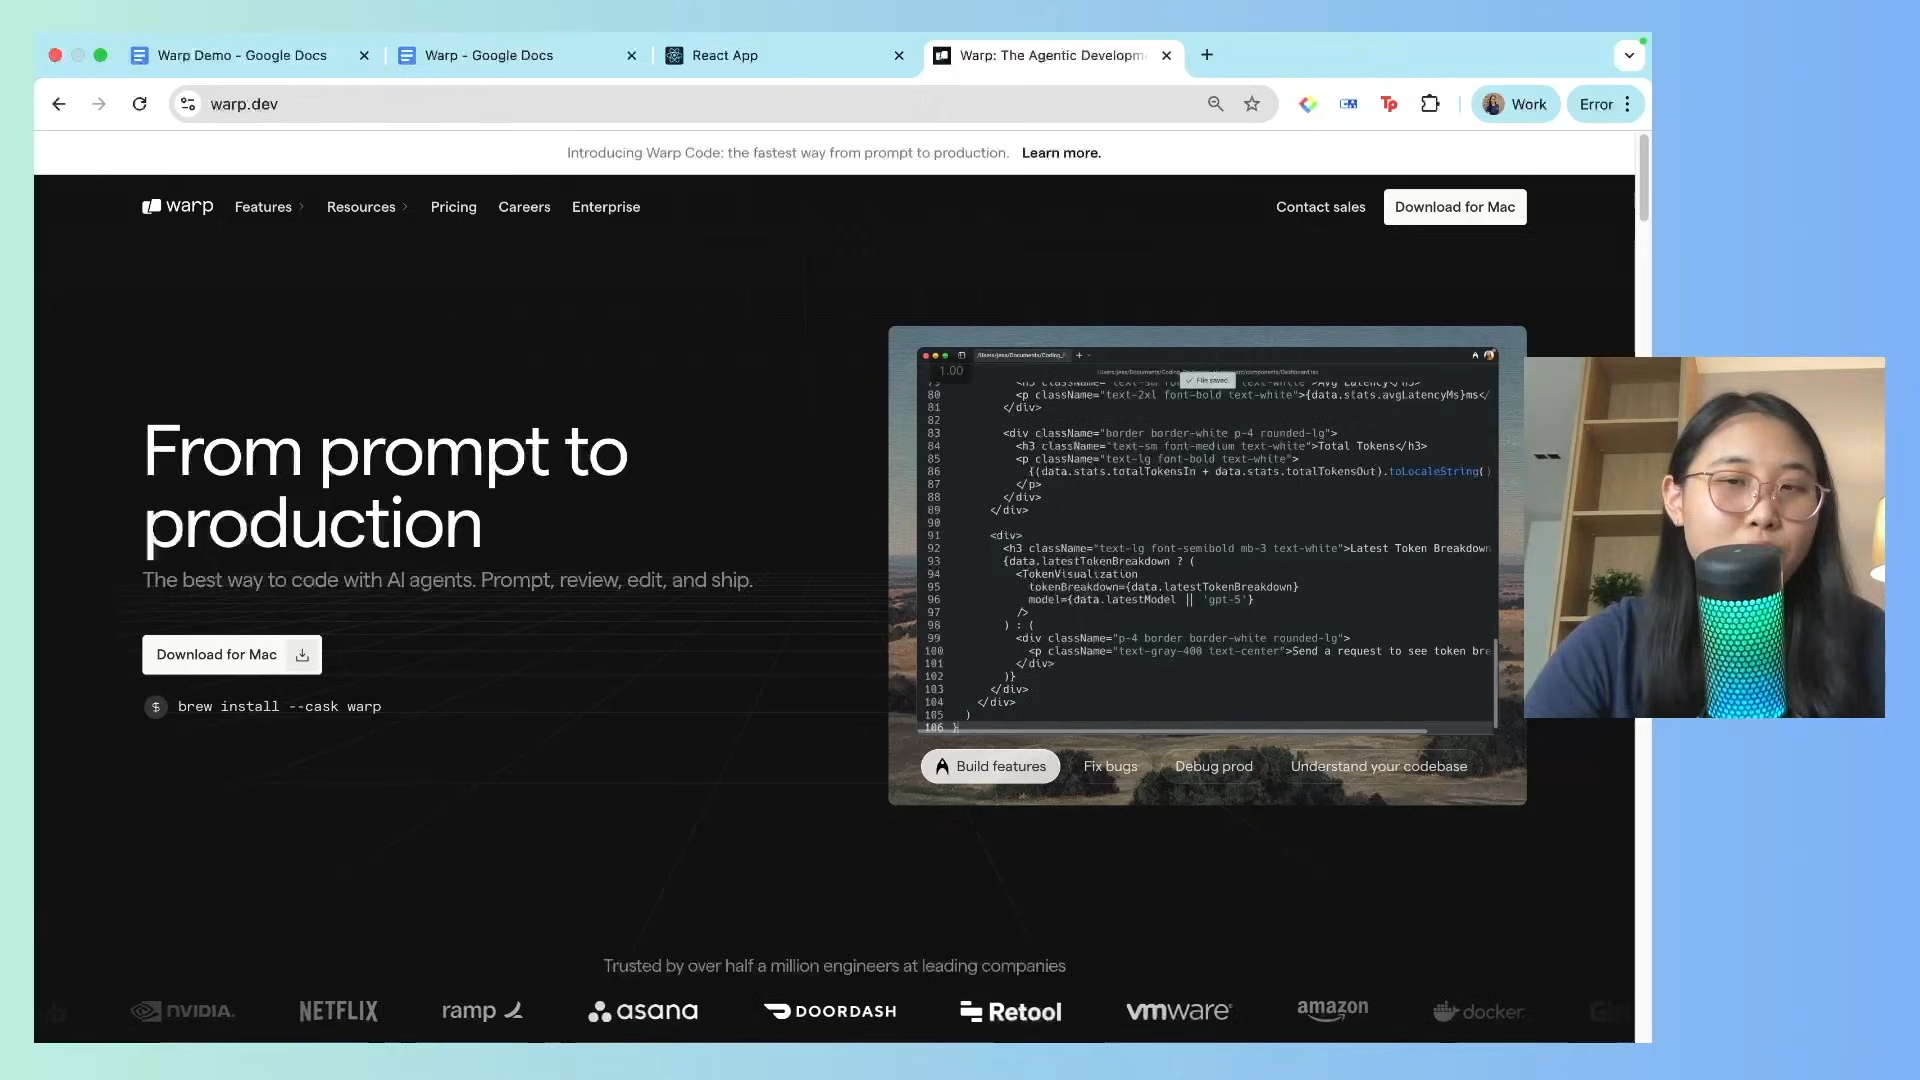 Warp Demo - Google Docs
Warp - Google Docs
React App
Warp: The Agentic Developm
warp.dev
Tp
Work
Error
Introducing Warp Code: the fastest way from prompt to production. Learn more.
warp
Features
Resources
Pricing
Careers
Enterprise
Contact sales
Download for Mac
From prompt to
production
The best way to code with AI agents. Prompt, review, edit, and ship.
Download for Mac
$ brew install --cask warp
1.00
File saved.
80 <p className="text-2xl font-bold text-white">{data.stats.avgLatencyMs}ms</
81 </div>
82
83 <div className="border border-white p-4 rounded-lg">
84 <h3 className="text-sm font-medium text-white">Total Tokens</h3>
85 <p className="text-lg font-bold text-white">
86 {(data.stats.totalTokensIn + data.stats.totalTokensOut).toLocaleString()
87 </p>
88 </div>
89 </div>
90
91 <div>
92 <h3 className="text-lg font-semibold mb-3 text-white">Latest Token Breakdown
93 {data.latestTokenBreakdown ? (
94 <TokenVisualization
95 tokenBreakdown={data.latestTokenBreakdown}
96 model={data.latestModel || 'gpt-5'}
97 />
98 ) : (
99 <div className="p-4 border border-white rounded-lg">
100 <p className="text-gray-400 text-center">Send a request to see token bre
101 </div>
102 )}
103 </div>
104 </div>
105 )
106 }
Build features
Fix bugs
Debug prod
Understand your codebase
Trusted by over half a million engineers at leading companies
NVIDIA.
NETFLIX
ramp
asana
DOORDASH
Retool
vmware
amazon
docker